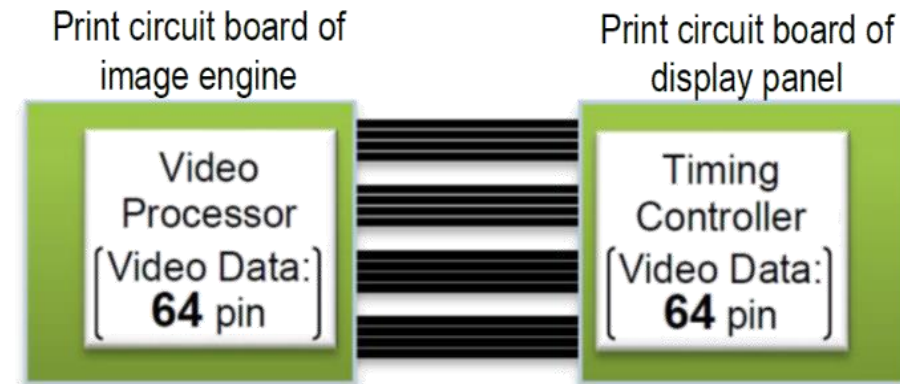 Print circuit board of
image engine
Print circuit board of
display panel
Video
Processor
[Video Data:
64 pin]
Timing
Controller
[Video Data:
64 pin]